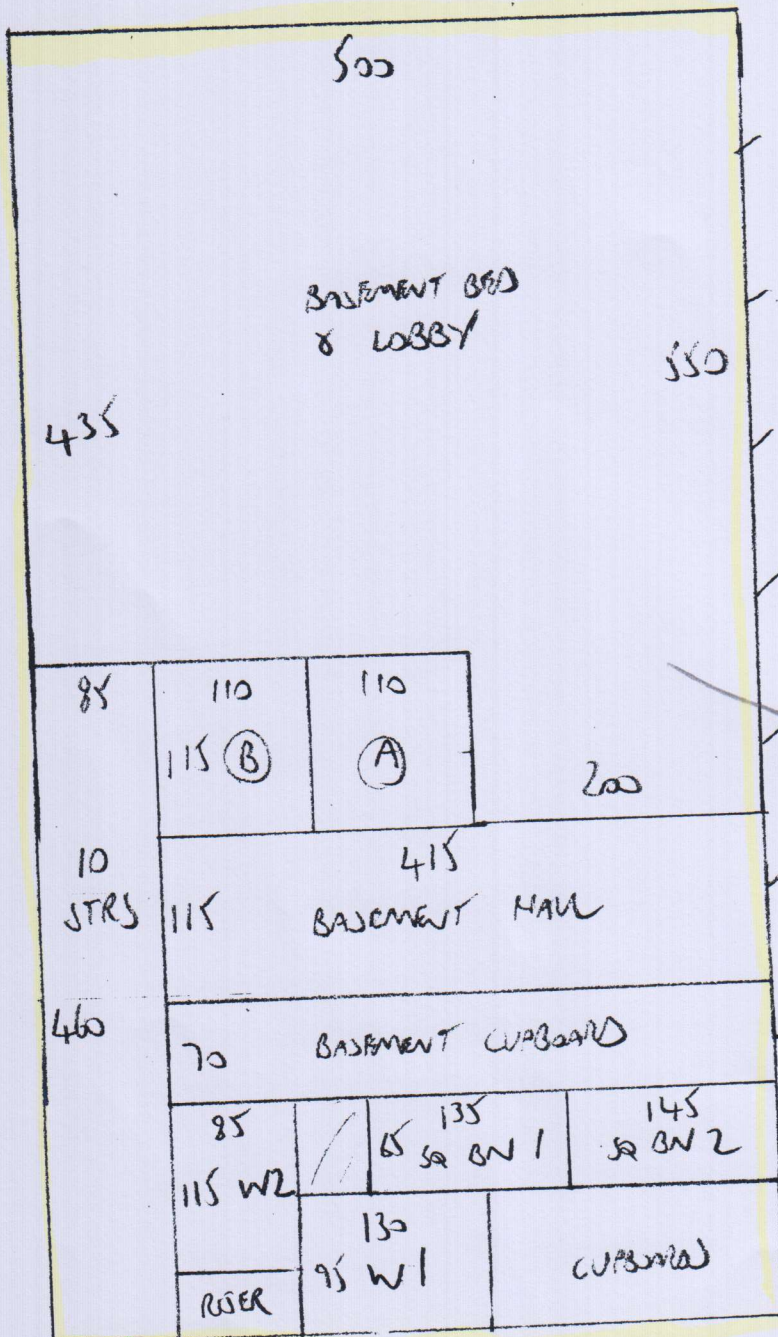 500
BASEMENT BED
& LOBBY
550
435
85
110
110
115 B
A
200
10
STRS
415
115
BASEMENT HALL
460
70
BASEMENT CUPBOARD
85
135
145
65 SQ BN 1
SQ BN 2
115 W2
130
95 W1
CUPBOARD
RISER